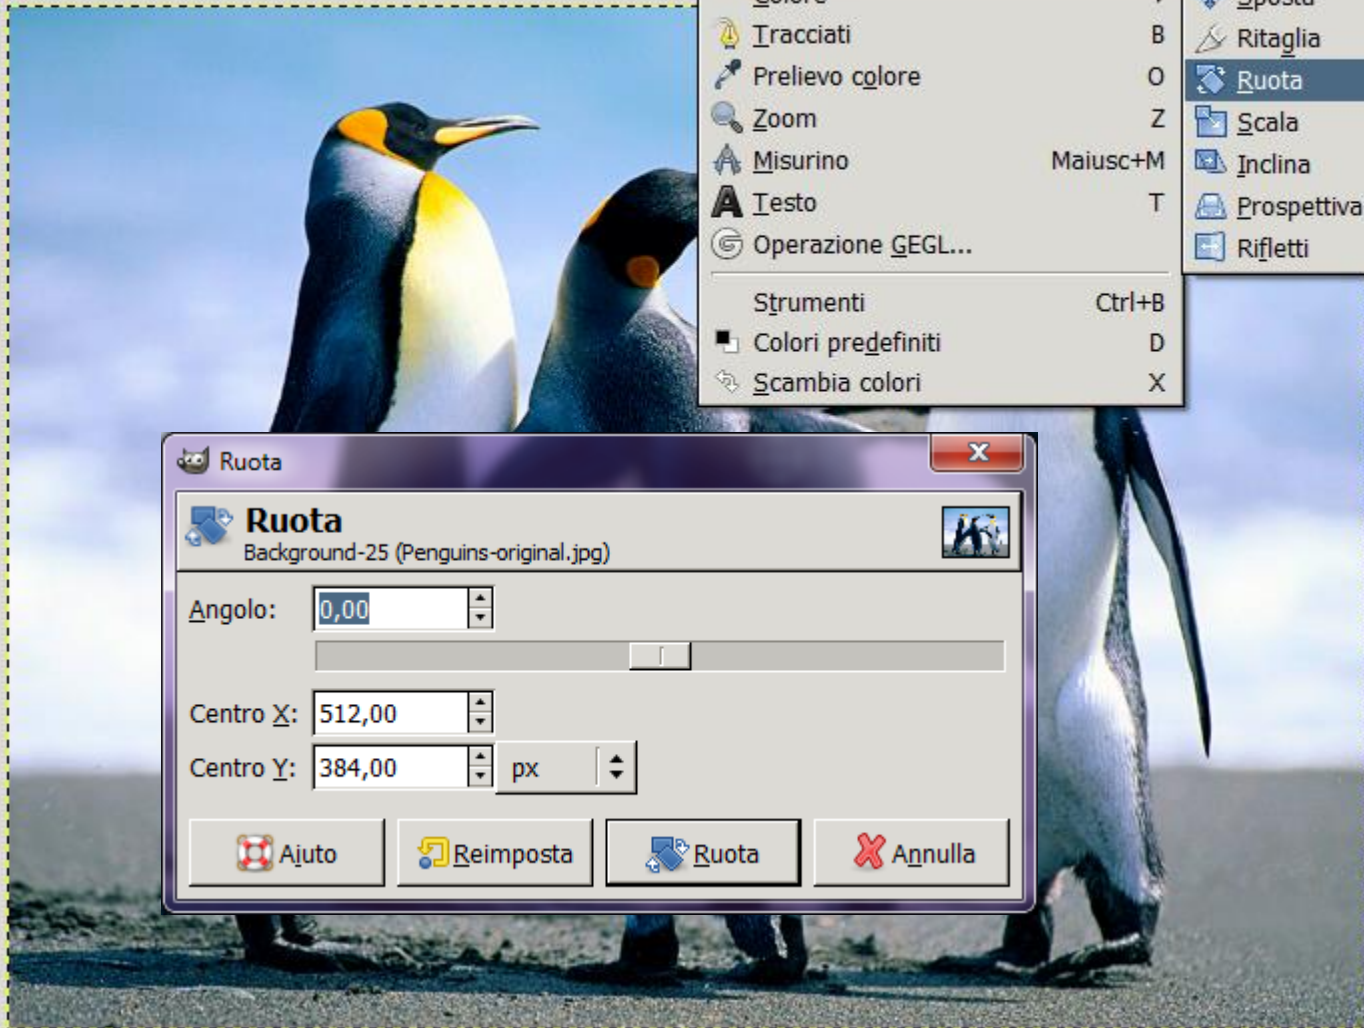 Colore
Tracciati B
Prelievo colore O
Zoom Z
Misurino Maiusc+M
Testo T
Operazione GEGL...
Strumenti Ctrl+B
Colori predefiniti D
Scambia colori X
Sposta
Ritaglia
Ruota
Scala
Inclina
Prospettiva
Rifletti
Ruota
Ruota
Background-25 (Penguins-original.jpg)
Angolo: 0,00
Centro X: 512,00
Centro Y: 384,00 px
Aiuto Reimposta Ruota Annulla